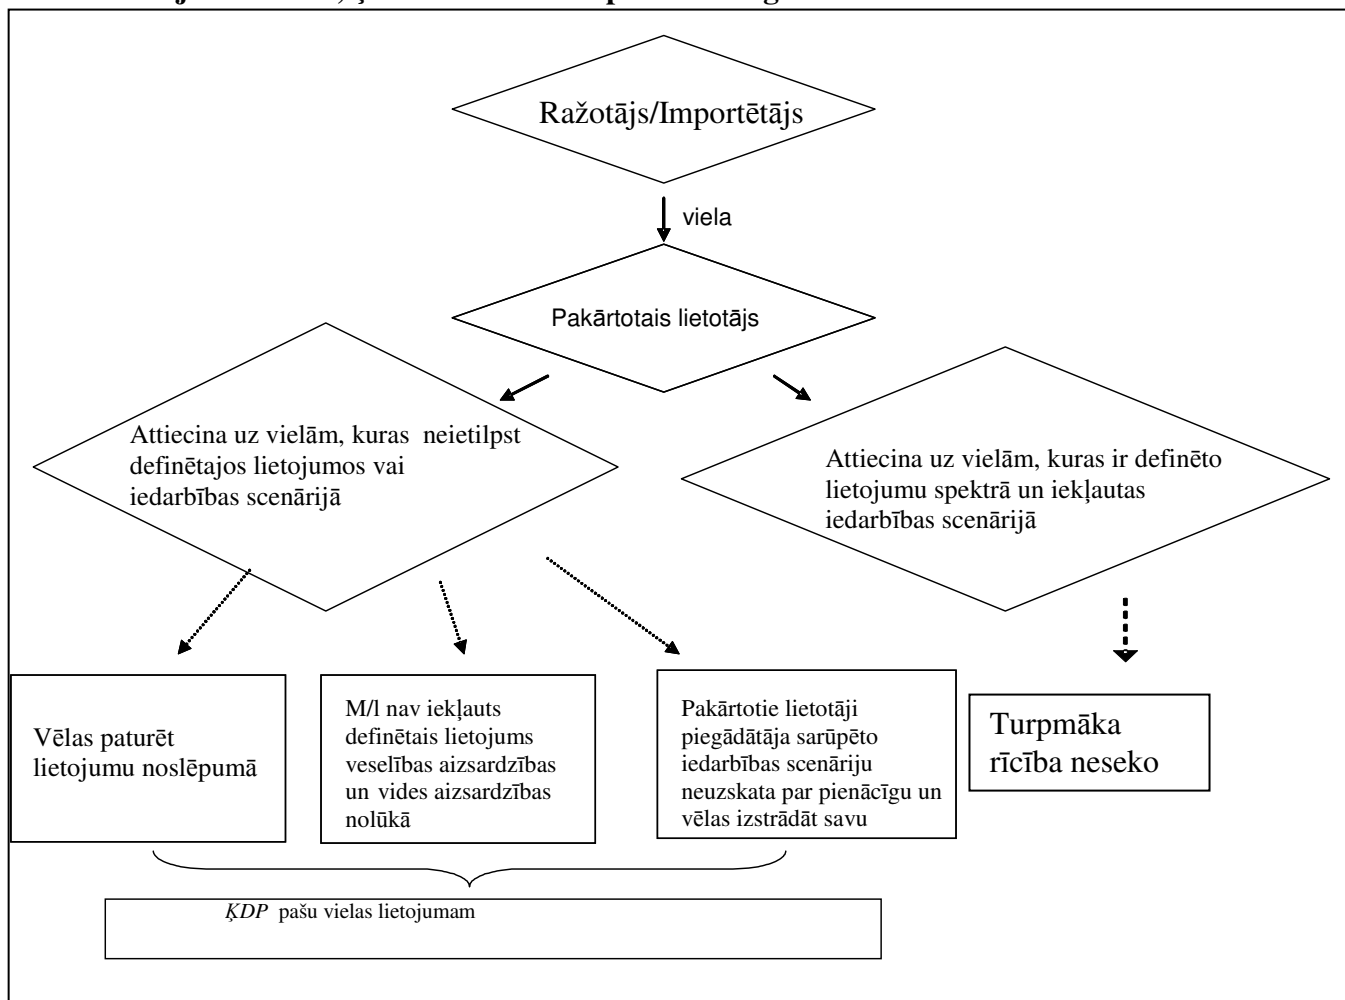 Ražotājs/Importētājs
viela
Pakārtotais lietotājs
Attiecina uz vielām, kuras neietilpst
definētajos lietojumos vai
iedarbības scenārijā
Attiecina uz vielām, kuras ir definēto
lietojumu spektrā un iekļautas
iedarbības scenārijā
Vēlas paturēt
lietojumu noslēpumā
M/l nav iekļauts
definētais lietojums
veselības aizsardzības
un vides aizsardzības
nolūkā
Pakārtotie lietotāji
piegādātāja sarūpēto
iedarbības scenāriju
neuzskata par pienācīgu un
vēlas izstrādāt savu
Turpmāka
rīcība neseko
ĶDP pašu vielas lietojumam